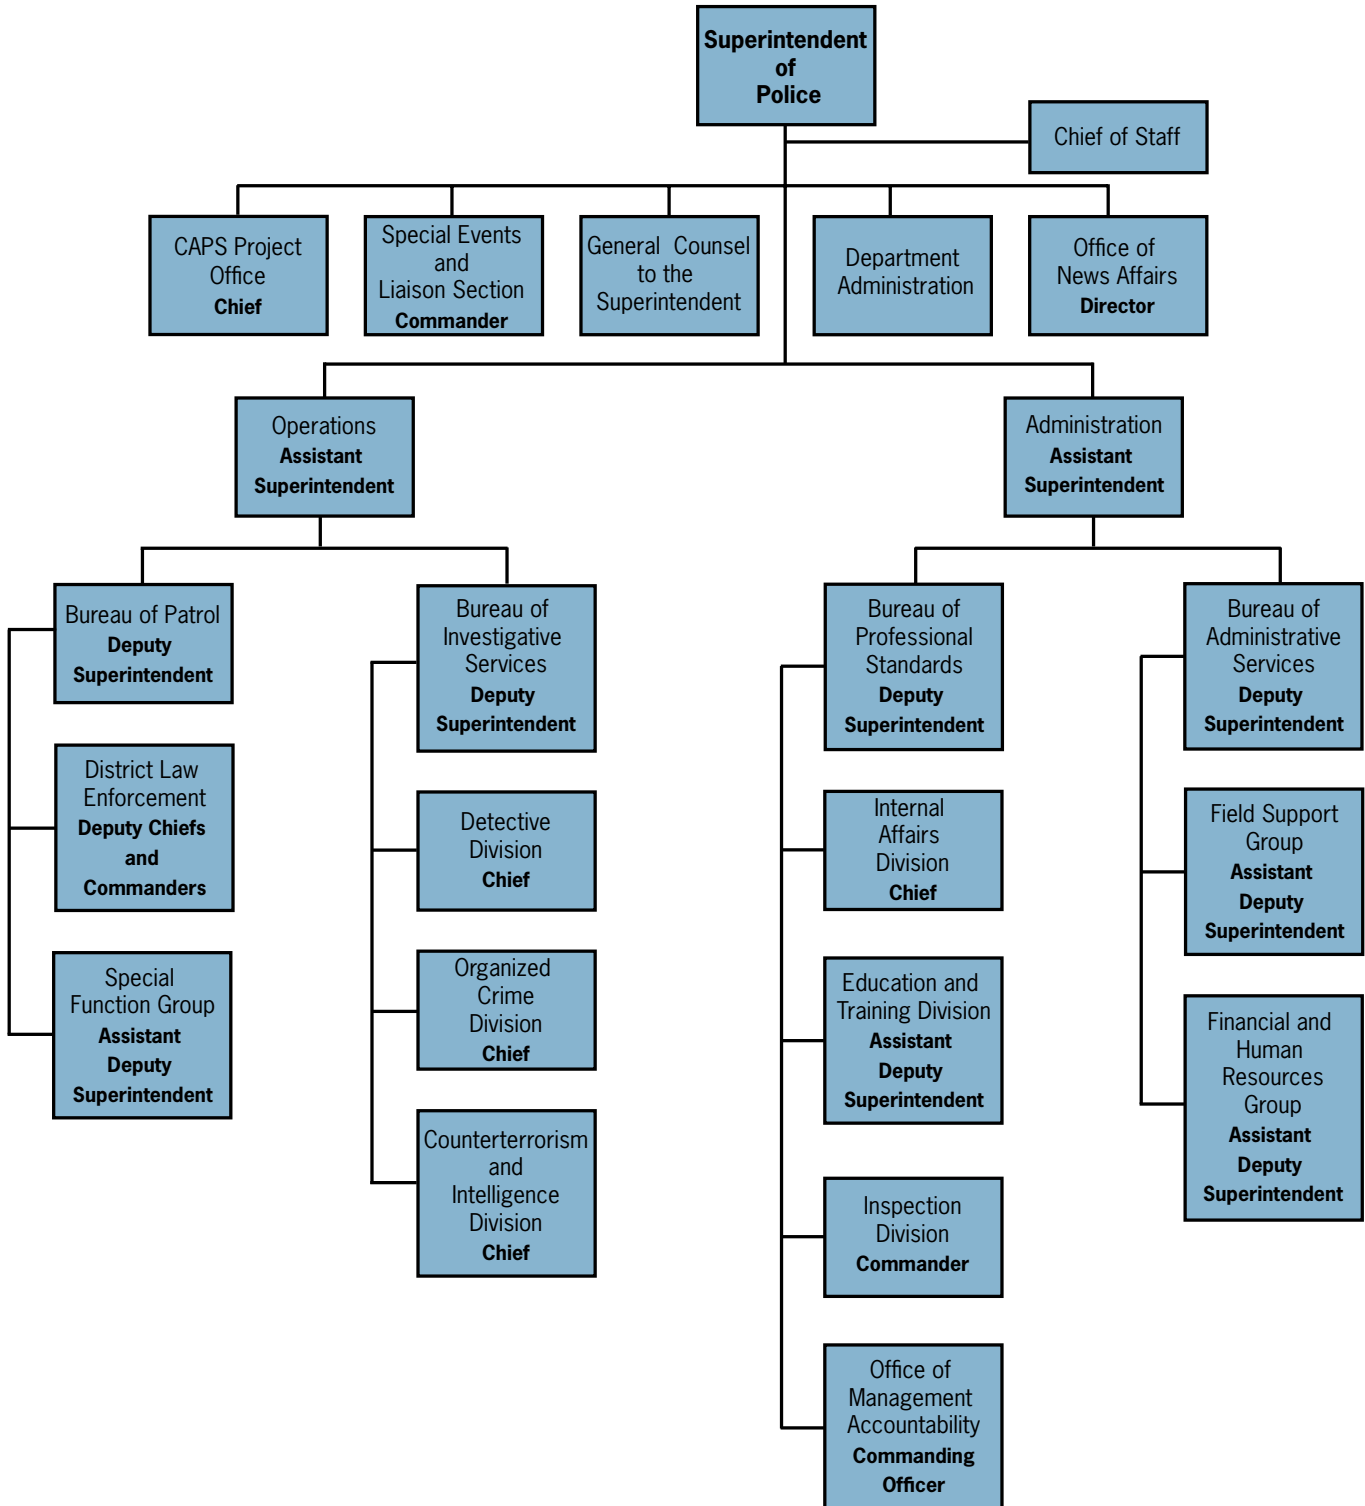 Superintendent
of
Police
Chief of Staff
CAPS Project
Office
Chief
Special Events
and
Liaison Section
Commander
General Counsel
to the
Superintendent
Department
Administration
Office of
News Affairs
Director
Operations
Assistant
Superintendent
Administration
Assistant
Superintendent
Bureau of Patrol
Deputy
Superintendent
District Law
Enforcement
Deputy Chiefs
and
Commanders
Special
Function Group
Assistant
Deputy
Superintendent
Bureau of
Investigative
Services
Deputy
Superintendent
Detective
Division
Chief
Organized
Crime
Division
Chief
Counterterrorism
and
Intelligence
Division
Chief
Bureau of
Professional
Standards
Deputy
Superintendent
Internal
Affairs
Division
Chief
Education and
Training Division
Assistant
Deputy
Superintendent
Inspection
Division
Commander
Office of
Management
Accountability
Commanding
Officer
Bureau of
Administrative
Services
Deputy
Superintendent
Field Support
Group
Assistant
Deputy
Superintendent
Financial and
Human
Resources
Group
Assistant
Deputy
Superintendent